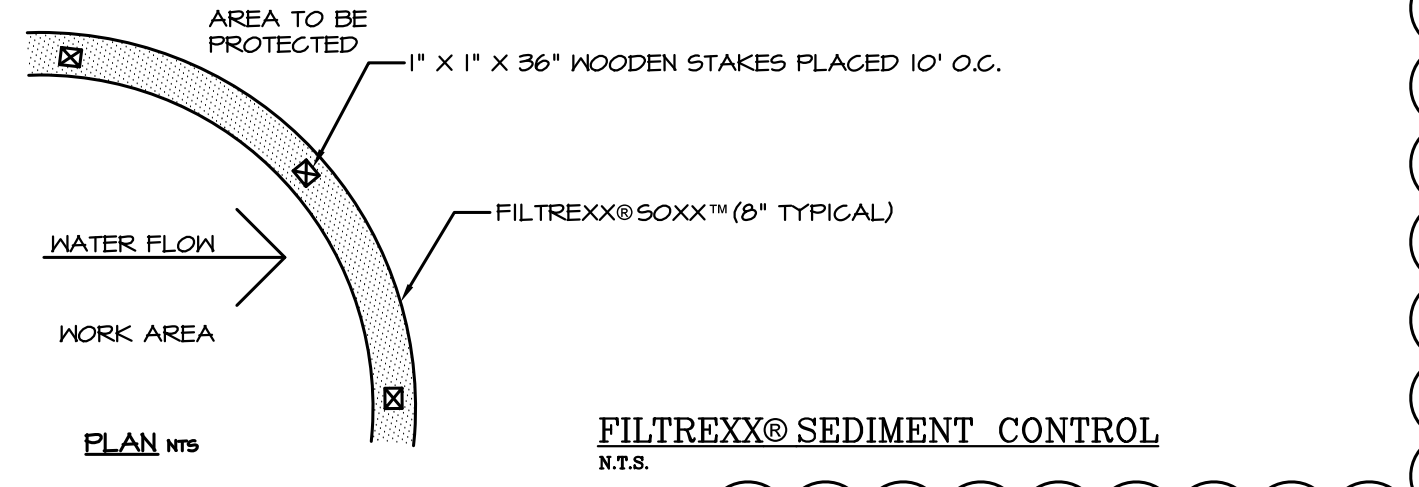 AREA TO BE
PROTECTED
1" X 1" X 36" WOODEN STAKES PLACED 10' O.C.
FILTREXX® SOXX™ (8" TYPICAL)
WATER FLOW
WORK AREA
PLAN NTS
FILTREXX® SEDIMENT CONTROL
N.T.S.